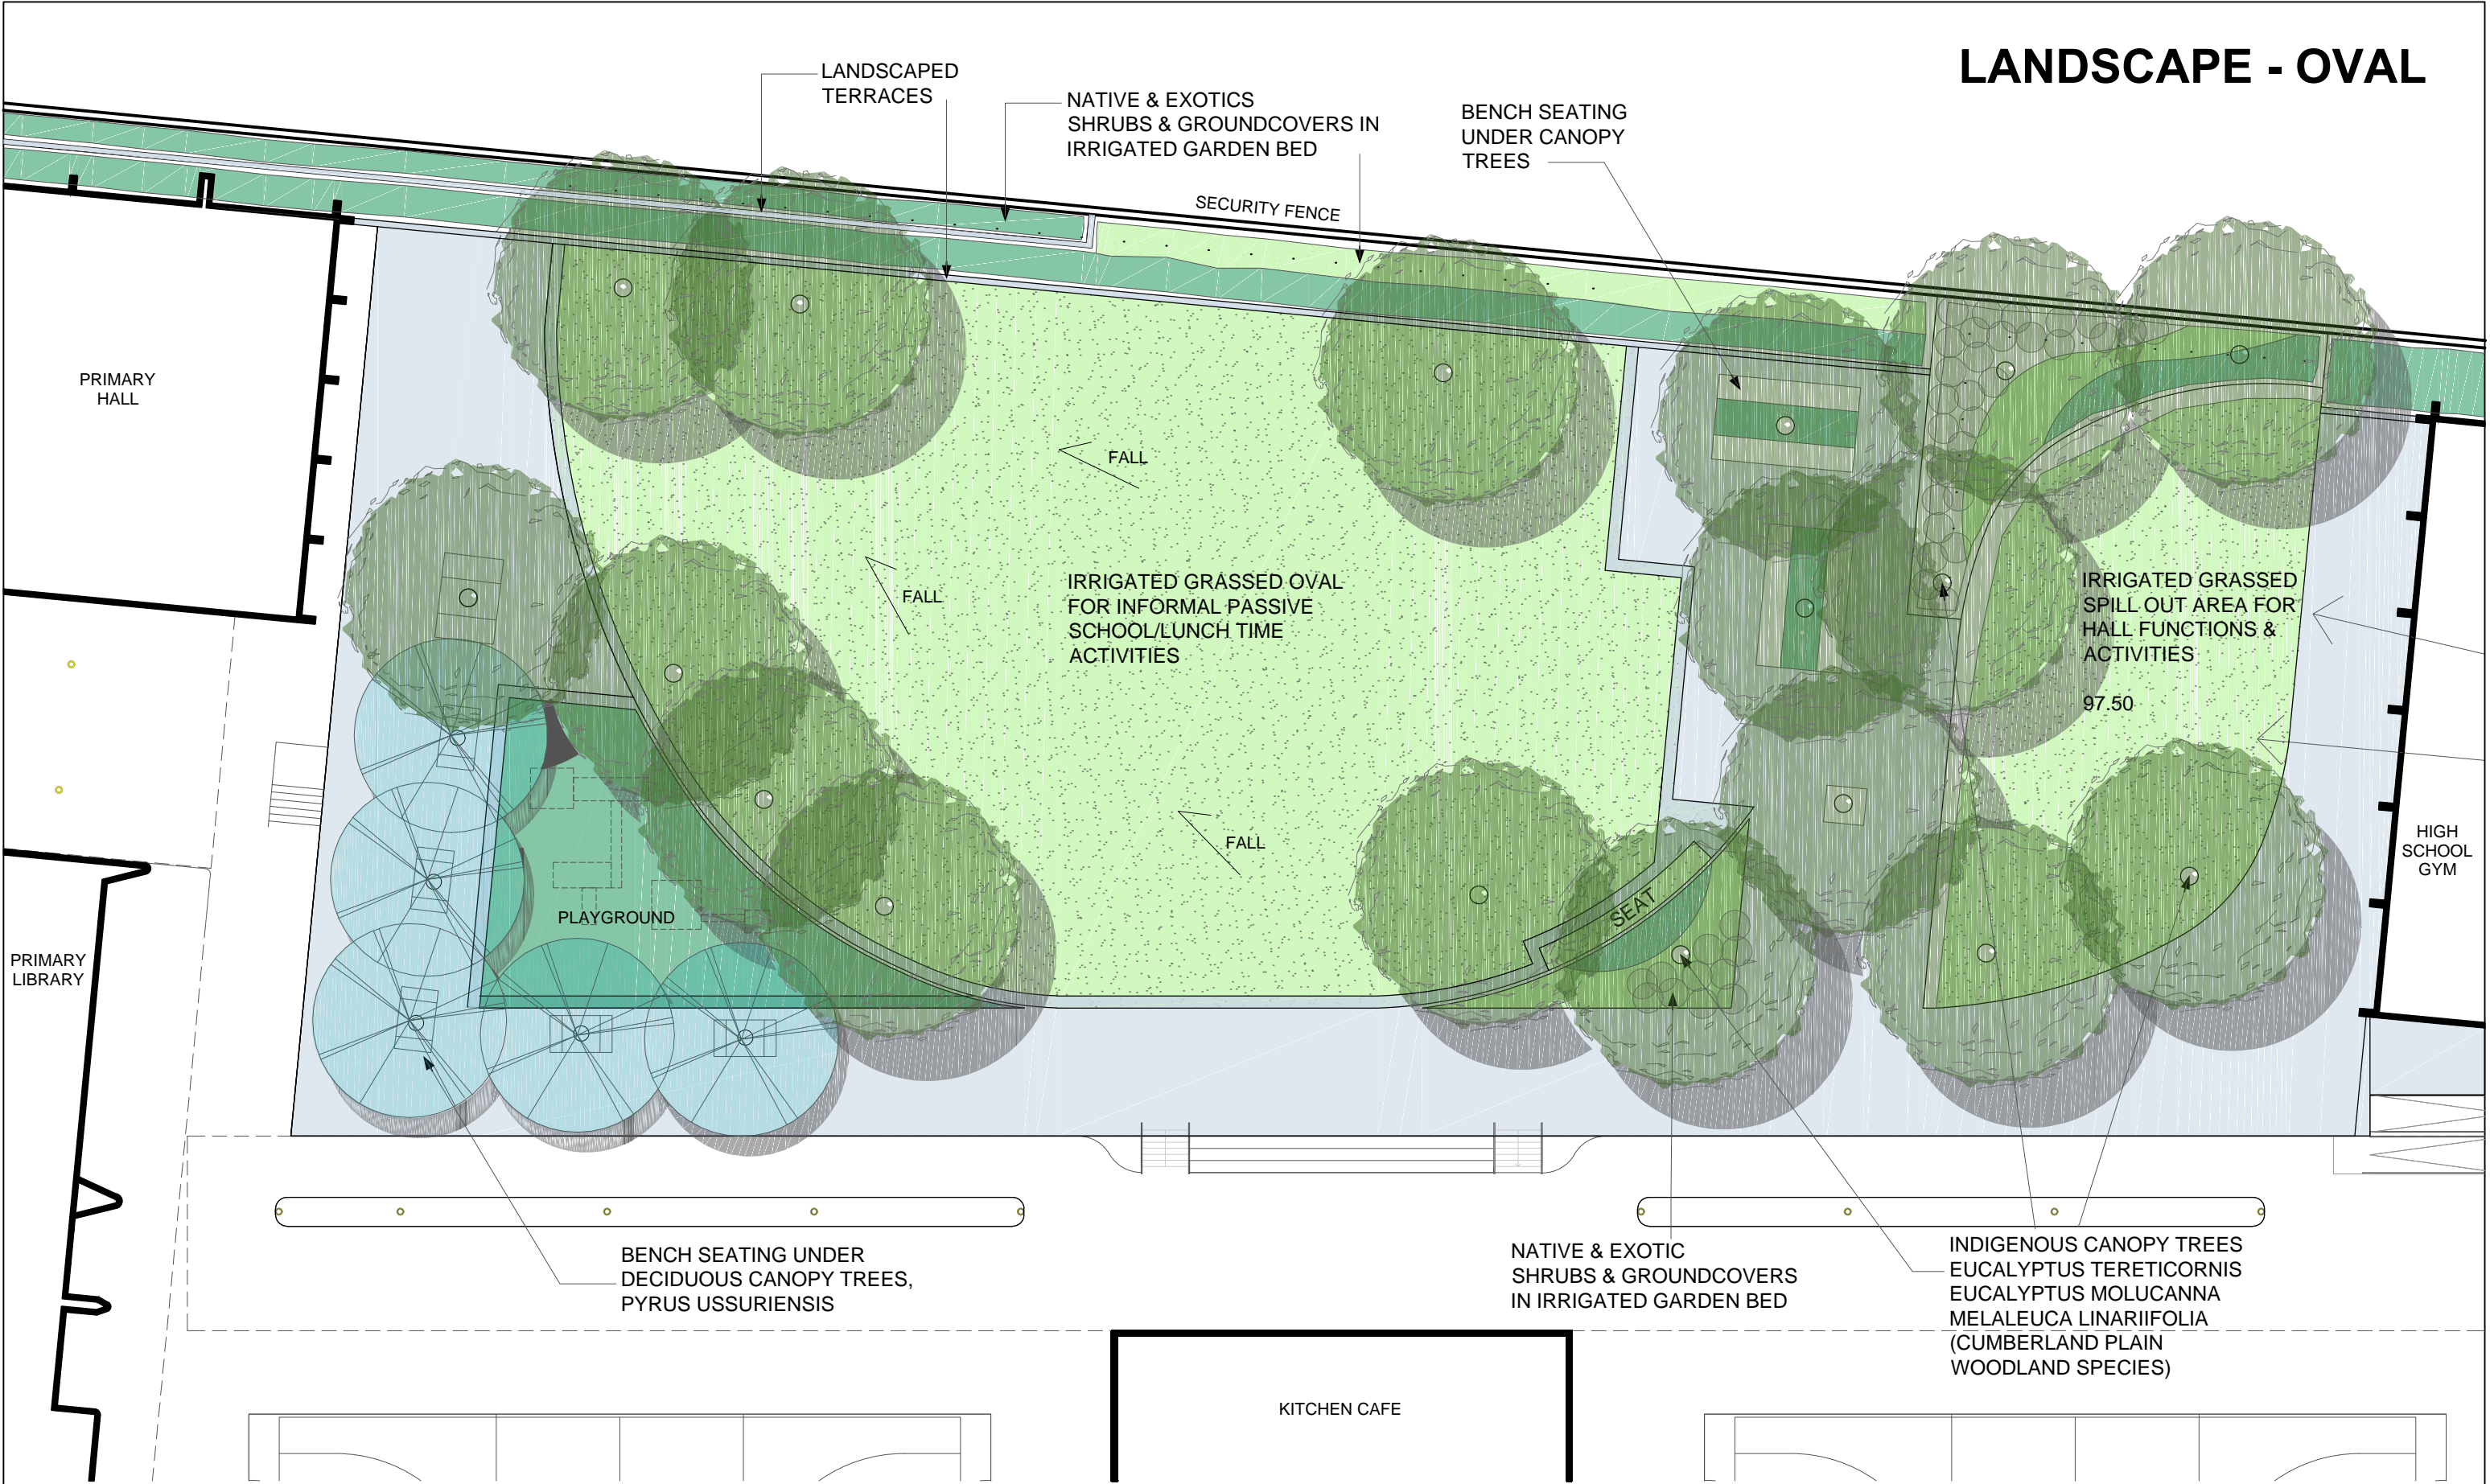 LANDSCAPE - OVAL
LANDSCAPED
TERRACES
NATIVE & EXOTICS
SHRUBS & GROUNDCOVERS IN
IRRIGATED GARDEN BED
BENCH SEATING
UNDER CANOPY
TREES
SECURITY FENCE
PRIMARY
HALL
FALL
FALL
IRRIGATED GRASSED OVAL
FOR INFORMAL PASSIVE
SCHOOL/LUNCH TIME
ACTIVITIES
IRRIGATED GRASSED
SPILL OUT AREA FOR
HALL FUNCTIONS &
ACTIVITIES
97.50
FALL
HIGH
SCHOOL
GYM
PLAYGROUND
SEAT
PRIMARY
LIBRARY
BENCH SEATING UNDER
DECIDUOUS CANOPY TREES,
PYRUS USSURIENSIS
NATIVE & EXOTIC
SHRUBS & GROUNDCOVERS
IN IRRIGATED GARDEN BED
INDIGENOUS CANOPY TREES
EUCALYPTUS TERETICORNIS
EUCALYPTUS MOLUCANNA
MELALEUCA LINARIIFOLIA
(CUMBERLAND PLAIN
WOODLAND SPECIES)
KITCHEN CAFE